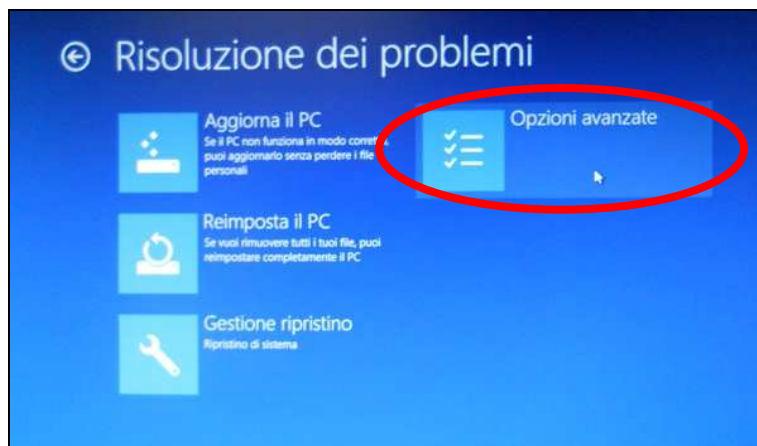 Risoluzione dei problemi
Aggiorna il PC
Se il PC non funziona in modo corretto,
puoi aggiornarlo senza perdere i file
personali
Opzioni avanzate
Reimposta il PC
Se vuoi rimuovere tutti i tuoi file, puoi
reimpostare completamente il PC
Gestione ripristino
Ripristino di sistema